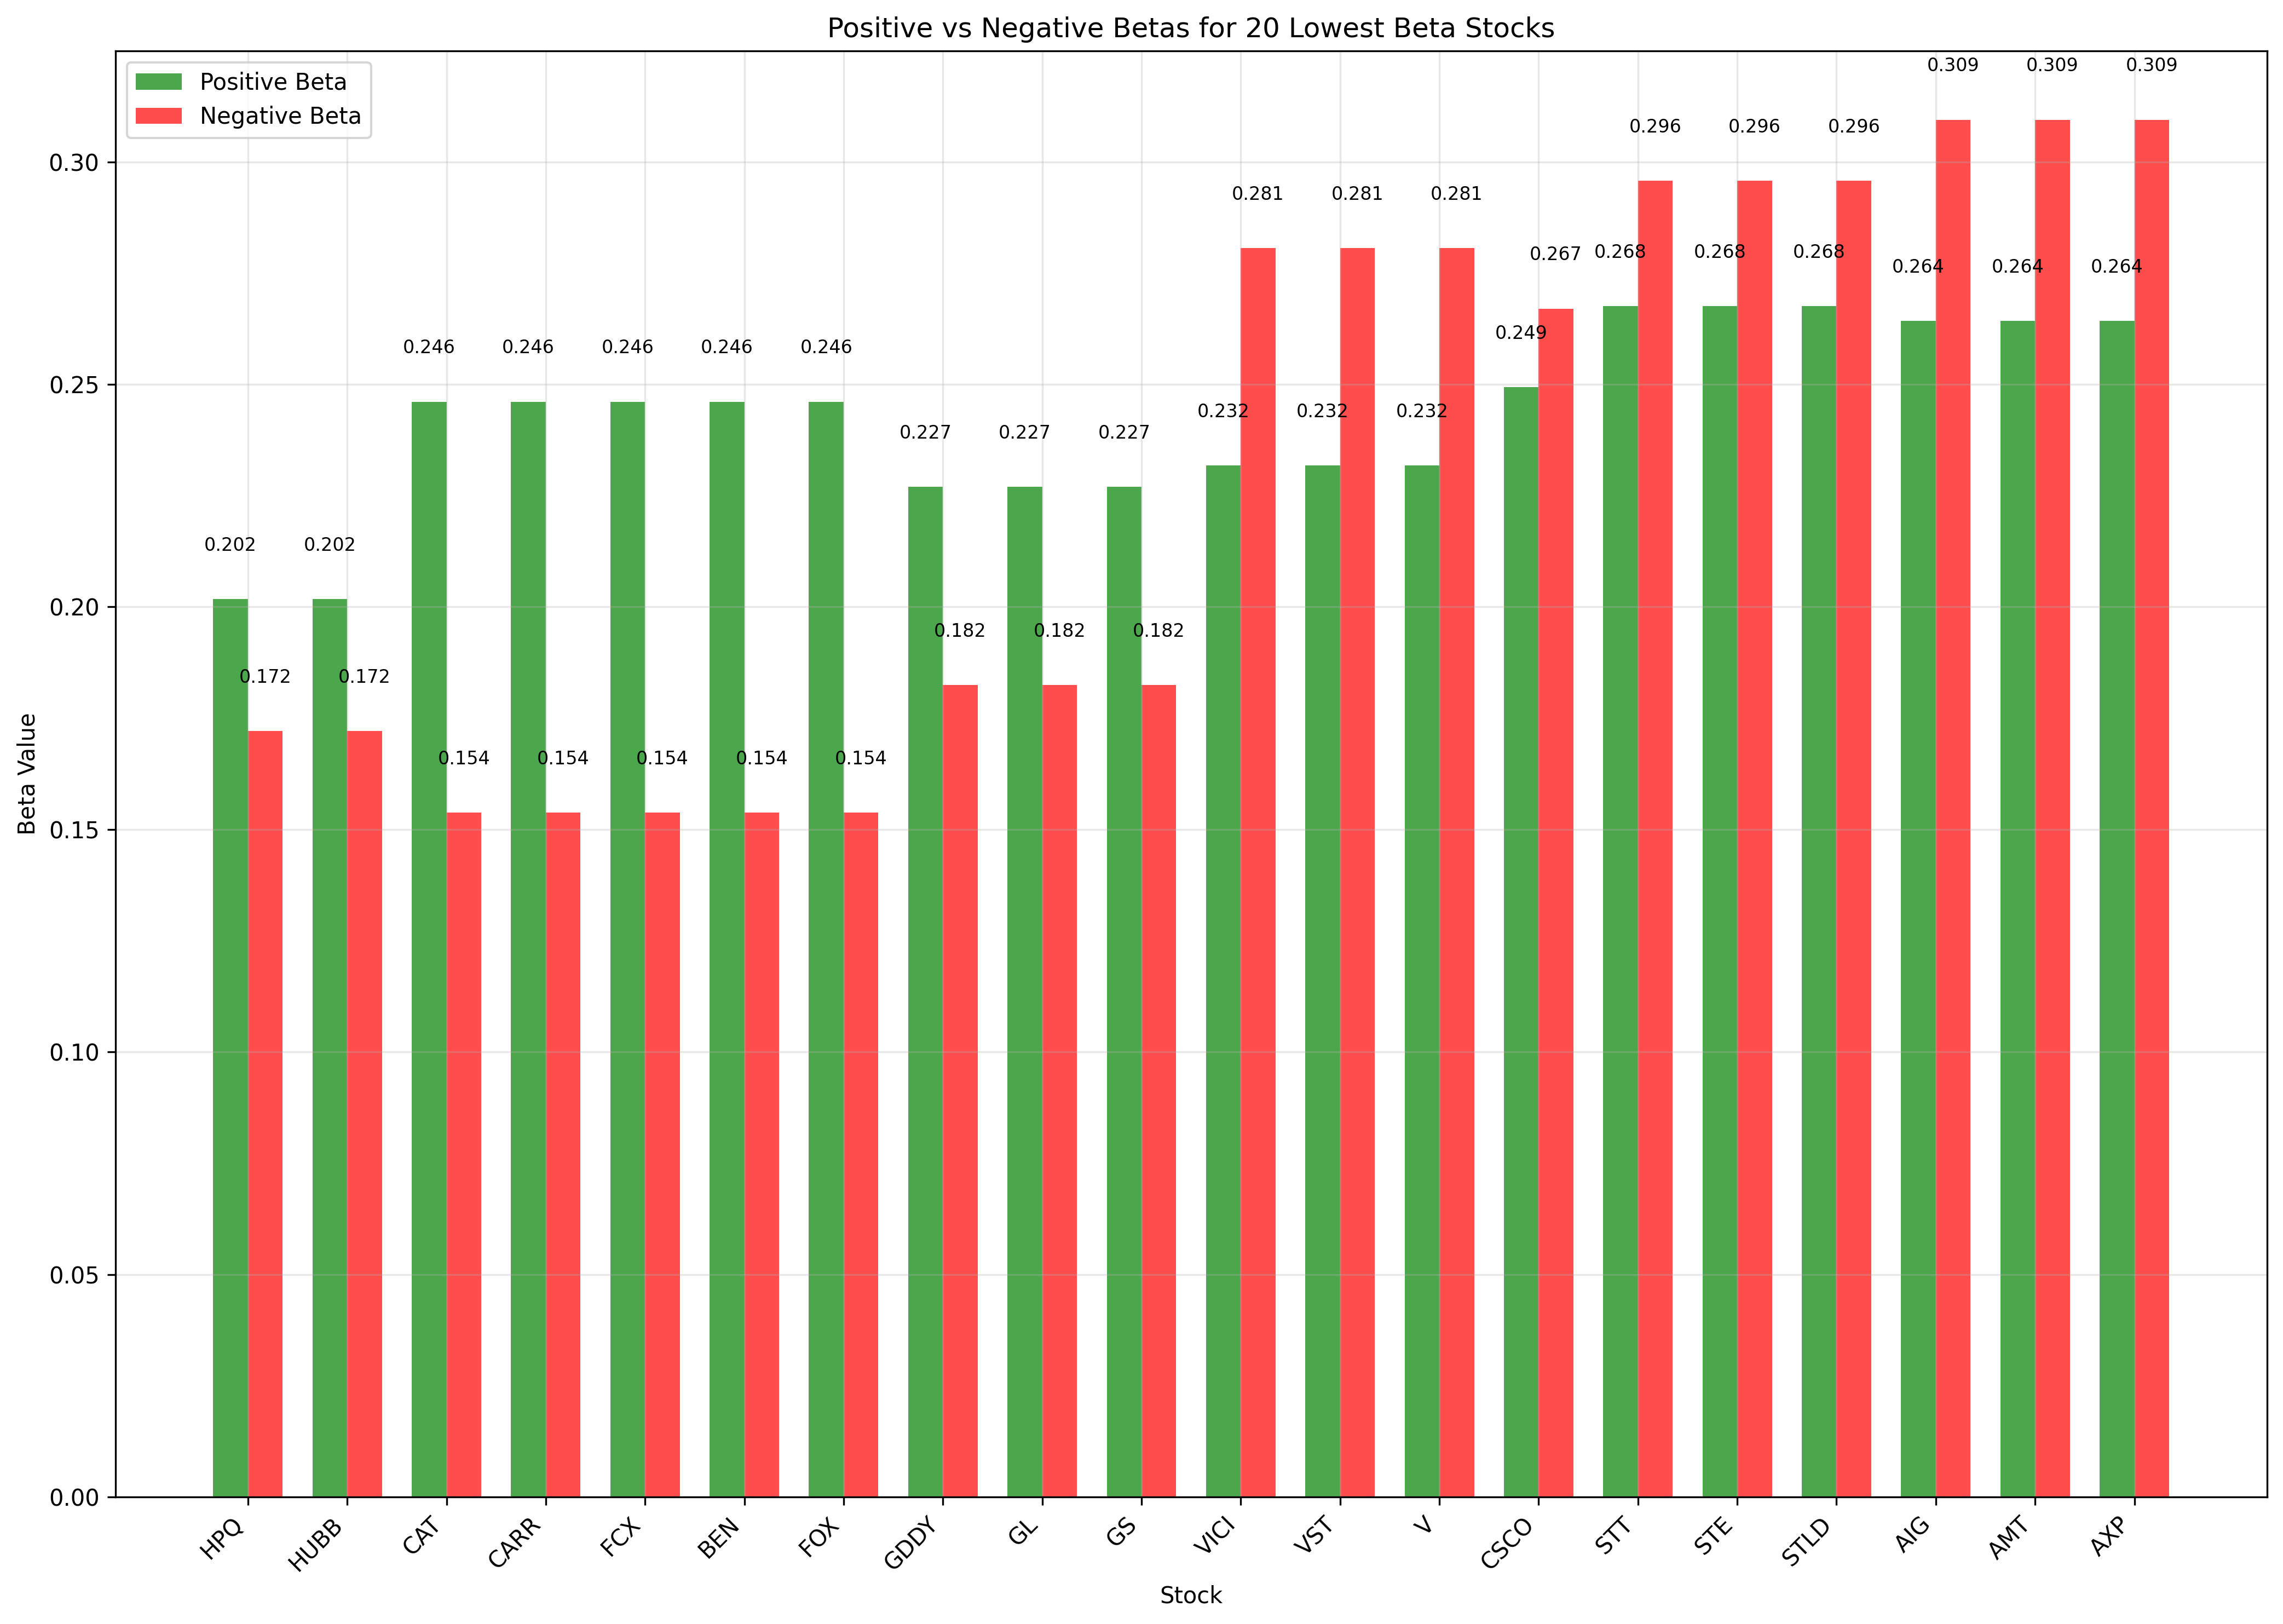 Positive vs Negative Betas for 20 Lowest Beta Stocks
Positive Beta
Negative Beta
0.309 0.309 0.309
0.296 0.296 0.296
0.281 0.281 0.281
0.267 0.268 0.268 0.268
0.264 0.264 0.264
0.249
0.246 0.246 0.246 0.246 0.246
0.232 0.232 0.232
0.227 0.227 0.227
0.202 0.202
0.182 0.182 0.182
0.172 0.172
0.154 0.154 0.154 0.154 0.154
0.30
0.25
0.20
0.15
0.10
0.05
0.00
Beta Value
HPQ HUBB CAT CARR FCX BEN FOX GDDY GL GS VICI VST V CSCO STT STE STLD AIG AMT AXP
Stock